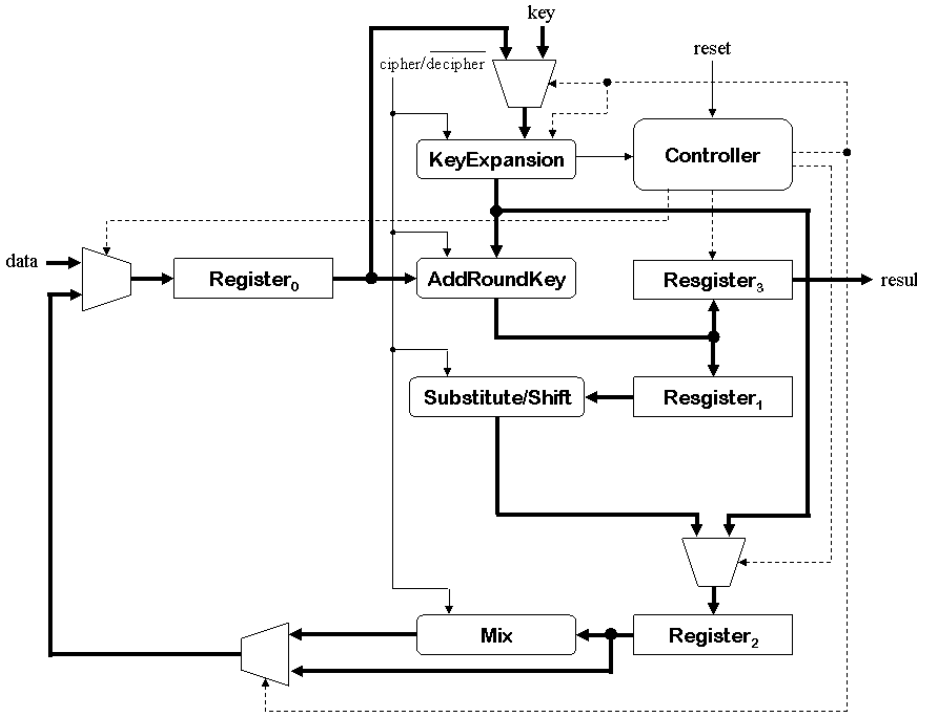 key
reset
cipher/decipher
KeyExpansion
Controller
data
Register0
AddRoundKey
Resgister3
resul
Substitute/Shift
Resgister1
Mix
Register2